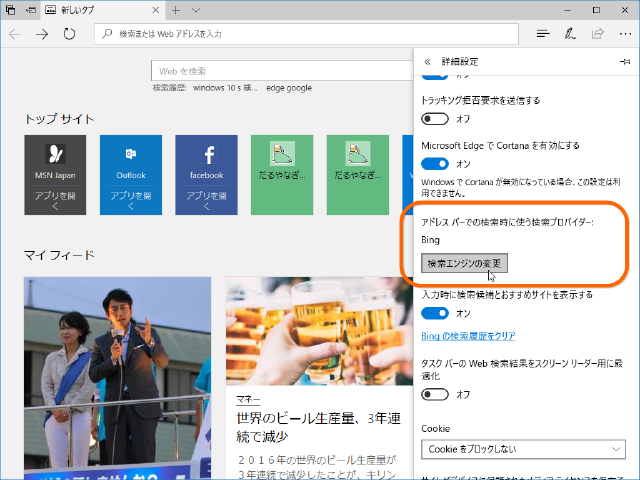 新しいタブ
検索または Web アドレスを入力
Web を検索
検索履歴: windows 10 s 検... edge google
トップ サイト
MSN Japan
アプリを開く
Outlook
アプリを開く
facebook
アプリを開く
だるやなぎ...
だるやなぎ...
マイ フィード
マネー
世界のビール生産量、3年連
続で減少
２０１６年の世界のビール生産量が
３年連続で減少したことが、キリン
詳細設定
オン
トラッキング拒否要求を送信する
オフ
Microsoft Edge で Cortana を有効にする
オン
Windows で Cortana が無効になっている場合、この設定は利
用できません。
アドレス バーでの検索時に使う検索プロバイダー:
Bing
検索エンジンの変更
入力時に検索候補とおすすめサイトを表示する
オン
Bing の検索履歴をクリア
タスク バーの Web 検索結果をスクリーン リーダー用に最
適化
オフ
Cookie
Cookie をブロックしない